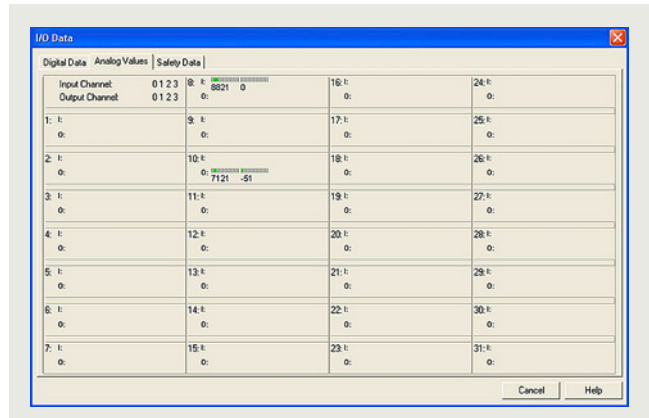 I/O Data
Digital Data Analog Values Safety Data
Input Channel: 0 1 2 3
Output Channel: 0 1 2 3
1: I:
O:
2: I:
O:
3: I:
O:
4: I:
O:
5: I:
O:
6: I:
O:
7: I:
O:
8: I: 8821 0
O:
9: I:
O:
10: I:
O: 7121 -51
11: I:
O:
12: I:
O:
13: I:
O:
14: I:
O:
15: I:
O:
16: I:
O:
17: I:
O:
18: I:
O:
19: I:
O:
20: I:
O:
21: I:
O:
22: I:
O:
23: I:
O:
24: I:
O:
25: I:
O:
26: I:
O:
27: I:
O:
28: I:
O:
29: I:
O:
30: I:
O:
31: I:
O:
Cancel Help